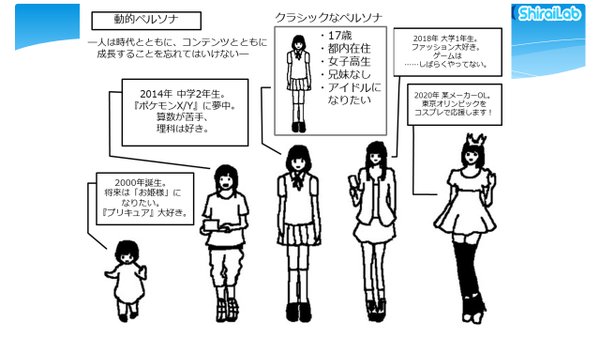 動的ペルソナ
―人は時代とともに、コンテンツとともに
成長することを忘れてはいけない―
クラシックなペルソナ
・17歳
・都内在住
・女子高生
・兄妹なし
・アイドルに
なりたい
ShiraiLab
2000年誕生。
将来は「お姫様」に
なりたい。
『プリキュア』大好き。
2014年 中学2年生。
『ポケモンX/Y』に夢中。
算数が苦手、
理科は好き。
2018年 大学1年生。
ファッション大好き。
ゲームは
……しばらくやってない。
2020年 某メーカーOL。
東京オリンピックを
コスプレで応援します！